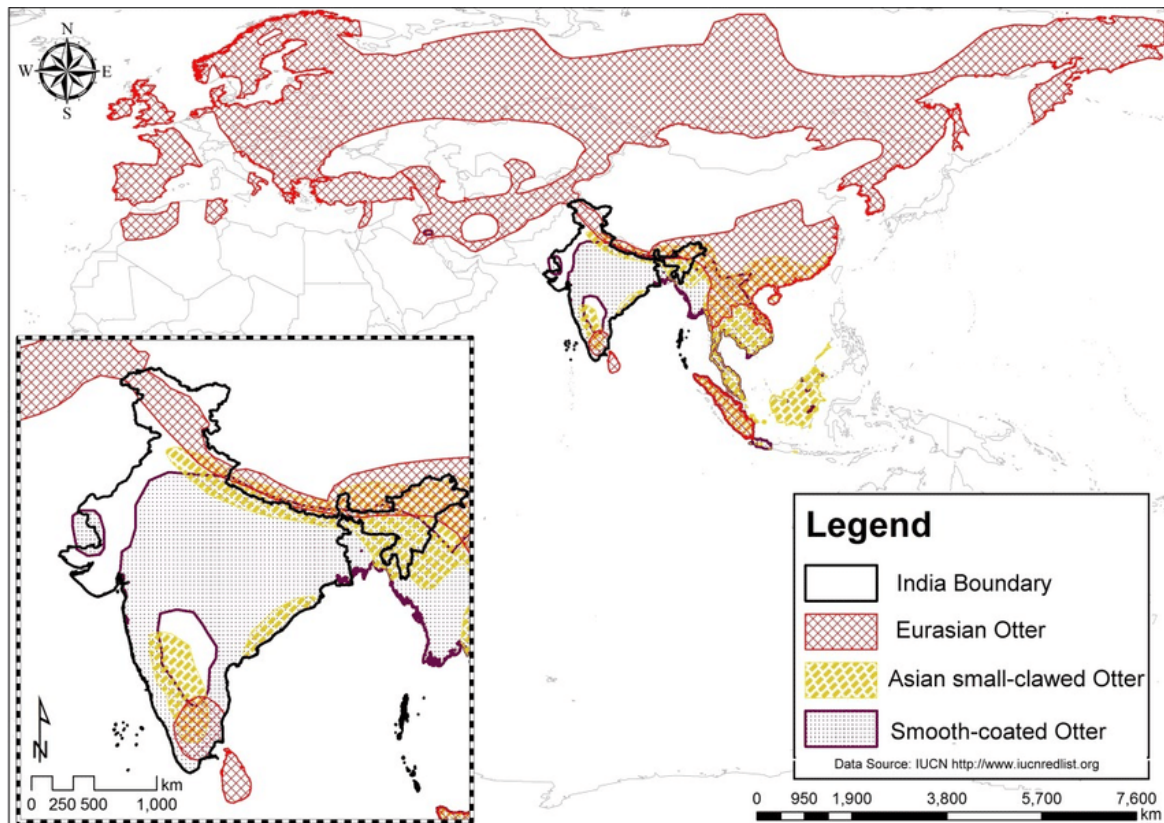 N
W E
S
N
0 250 500 1,000 km
Legend
India Boundary
Eurasian Otter
Asian small-clawed Otter
Smooth-coated Otter
Data Source: IUCN http://www.iucnredlist.org
0 950 1,900 3,800 5,700 7,600
km